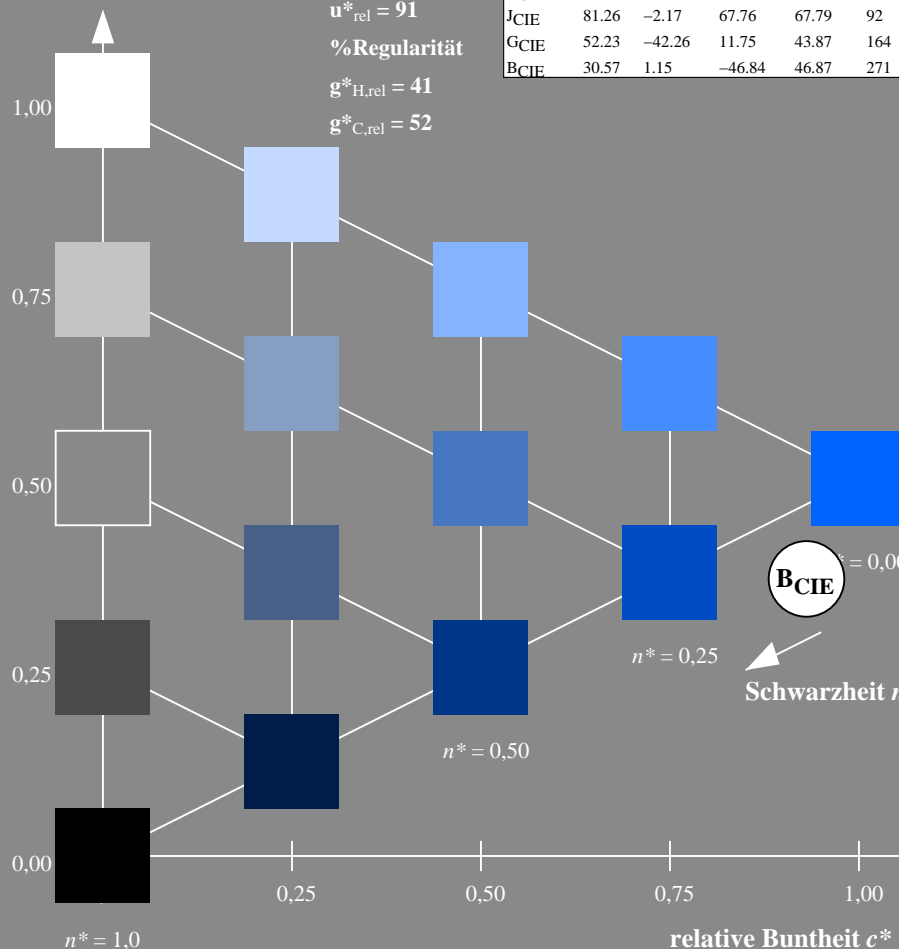 u*rel = 91
%Regularität
g*H,rel = 41
g*C,rel = 52
JCIE 81.26 −2.17 67.76 67.79 92
GCIE 52.23 −42.26 11.75 43.87 164
BCIE 30.57 1.15 −46.84 46.87 271
1,00
0,75
0,50
0,25
0,00
BCIE
* = 0,00
n* = 0,25
Schwarzheit n
n* = 0,50
0,25 0,50 0,75 1,00
n* = 1,0
relative Buntheit c*